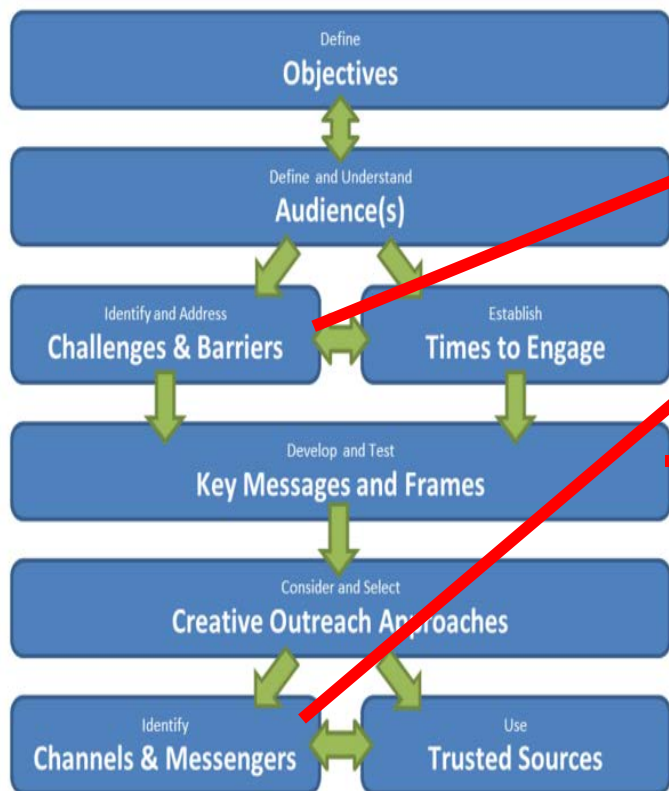 Define
Objectives
Define and Understand
Audience(s)
Identify and Address
Challenges & Barriers
Establish
Times to Engage
Develop and Test
Key Messages and Frames
Consider and Select
Creative Outreach Approaches
Identify
Channels & Messengers
Use
Trusted Sources